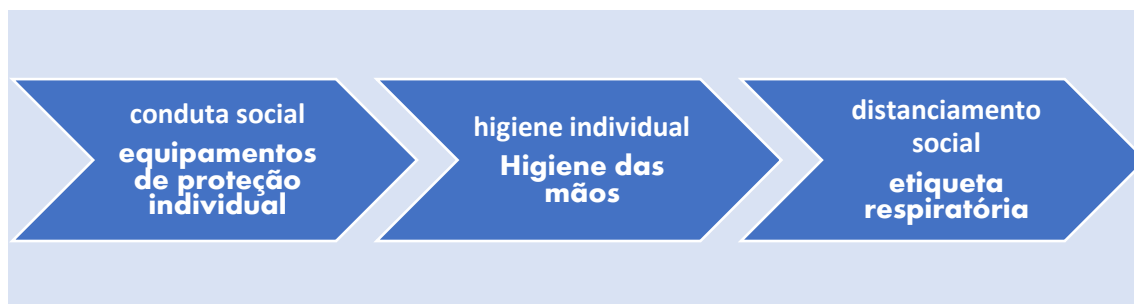 conduta social
equipamentos
de proteção
individual
higiene individual
Higiene das
mãos
distanciamento
social
etiqueta
respiratória